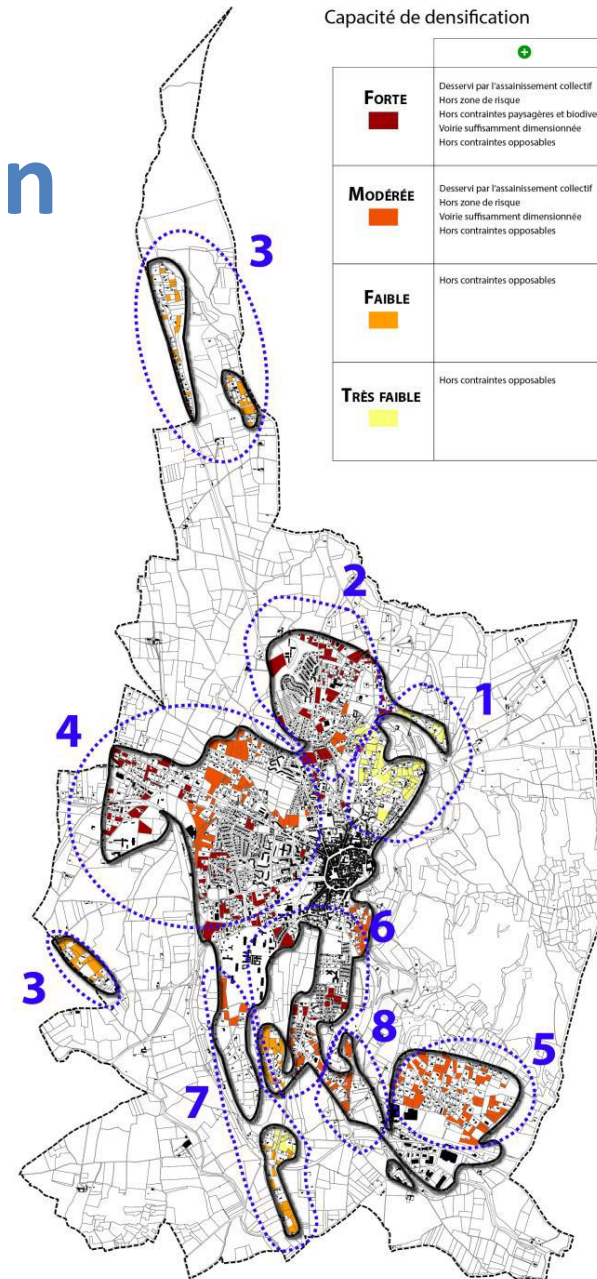 Capacité de densification
n
FORTE
Desservi par l'assainissement collectif
Hors zone de risque
Hors contraintes paysagères et biodive
Voirie suffisamment dimensionnée
Hors contraintes opposables
MODÉRÉE
Desservi par l'assainissement collectif
Hors zone de risque
Voirie suffisamment dimensionnée
Hors contraintes opposables
FAIBLE
Hors contraintes opposables
TRÈS FAIBLE
Hors contraintes opposables
3
2
1
4
6
3
8
5
7